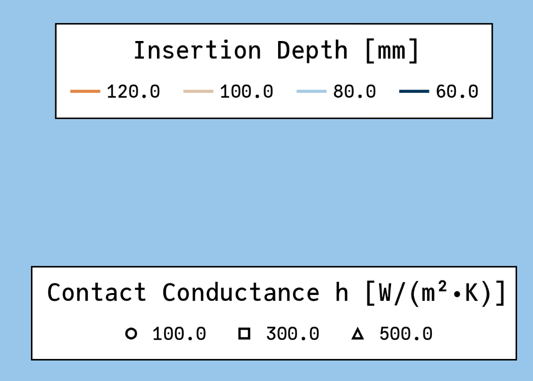 Insertion Depth [mm]
120.0 100.0 80.0 60.0
Contact Conductance h [W/(m²•K)]
100.0 300.0 500.0